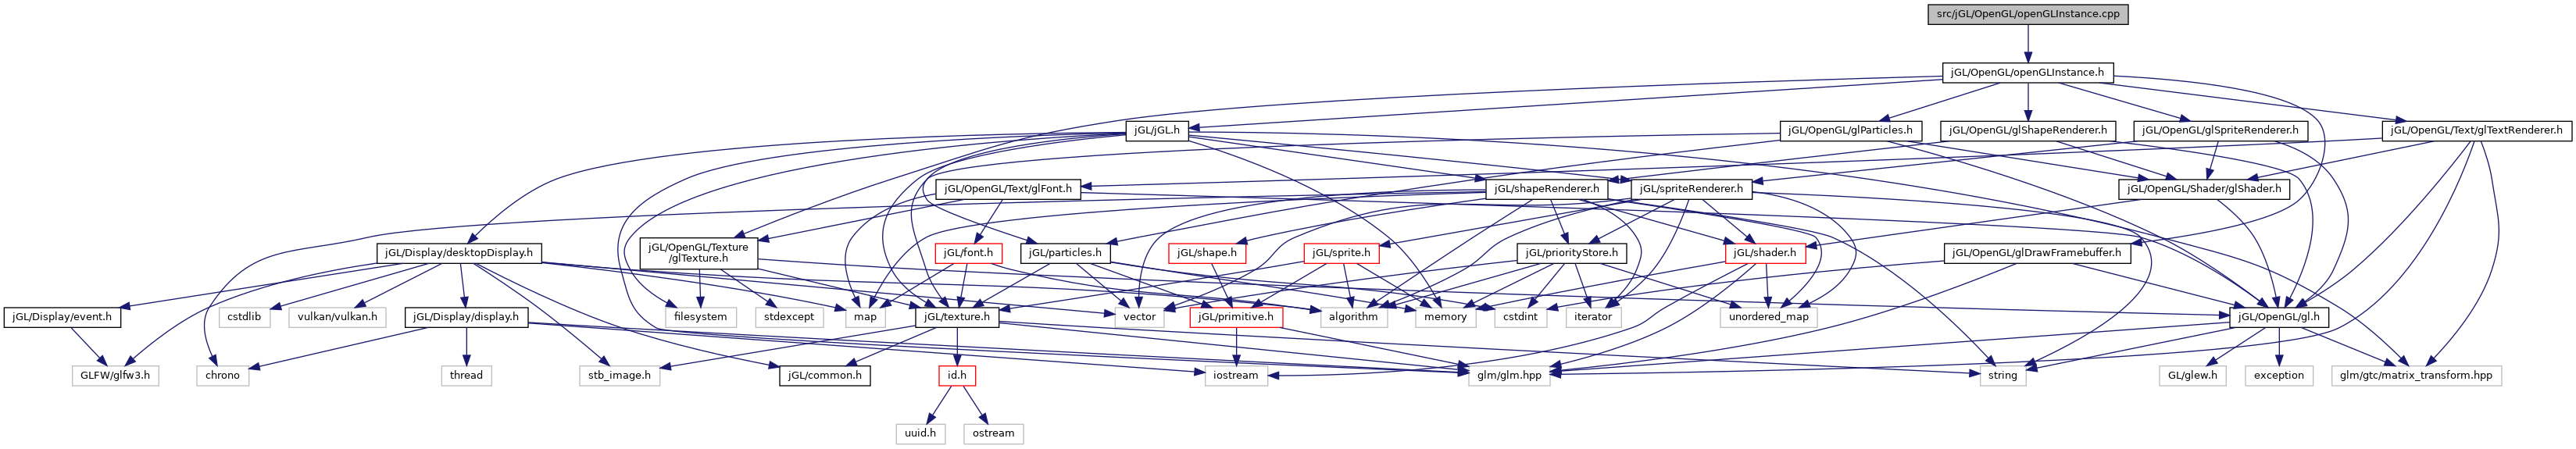 src/jGL/OpenGL/openGLInstance.cpp
jGL/OpenGL/openGLInstance.h
jGL/jGL.h
jGL/OpenGL/glParticles.h
jGL/OpenGL/glShapeRenderer.h
jGL/OpenGL/glSpriteRenderer.h
jGL/OpenGL/Text/glTextRenderer.h
jGL/OpenGL/Text/glFont.h
jGL/shapeRenderer.h
jGL/spriteRenderer.h
jGL/OpenGL/Shader/glShader.h
jGL/Display/desktopDisplay.h
jGL/OpenGL/Texture
/glTexture.h
jGL/font.h
jGL/particles.h
jGL/shape.h
jGL/sprite.h
jGL/priorityStore.h
jGL/shader.h
jGL/OpenGL/glDrawFramebuffer.h
jGL/Display/event.h
cstdlib
vulkan/vulkan.h
jGL/Display/display.h
filesystem
stdexcept
map
jGL/texture.h
vector
jGL/primitive.h
algorithm
memory
cstdint
iterator
unordered_map
jGL/OpenGL/gl.h
GLFW/glfw3.h
chrono
thread
stb_image.h
jGL/common.h
id.h
iostream
glm/glm.hpp
string
GL/glew.h
exception
glm/gtc/matrix_transform.hpp
uuid.h
ostream